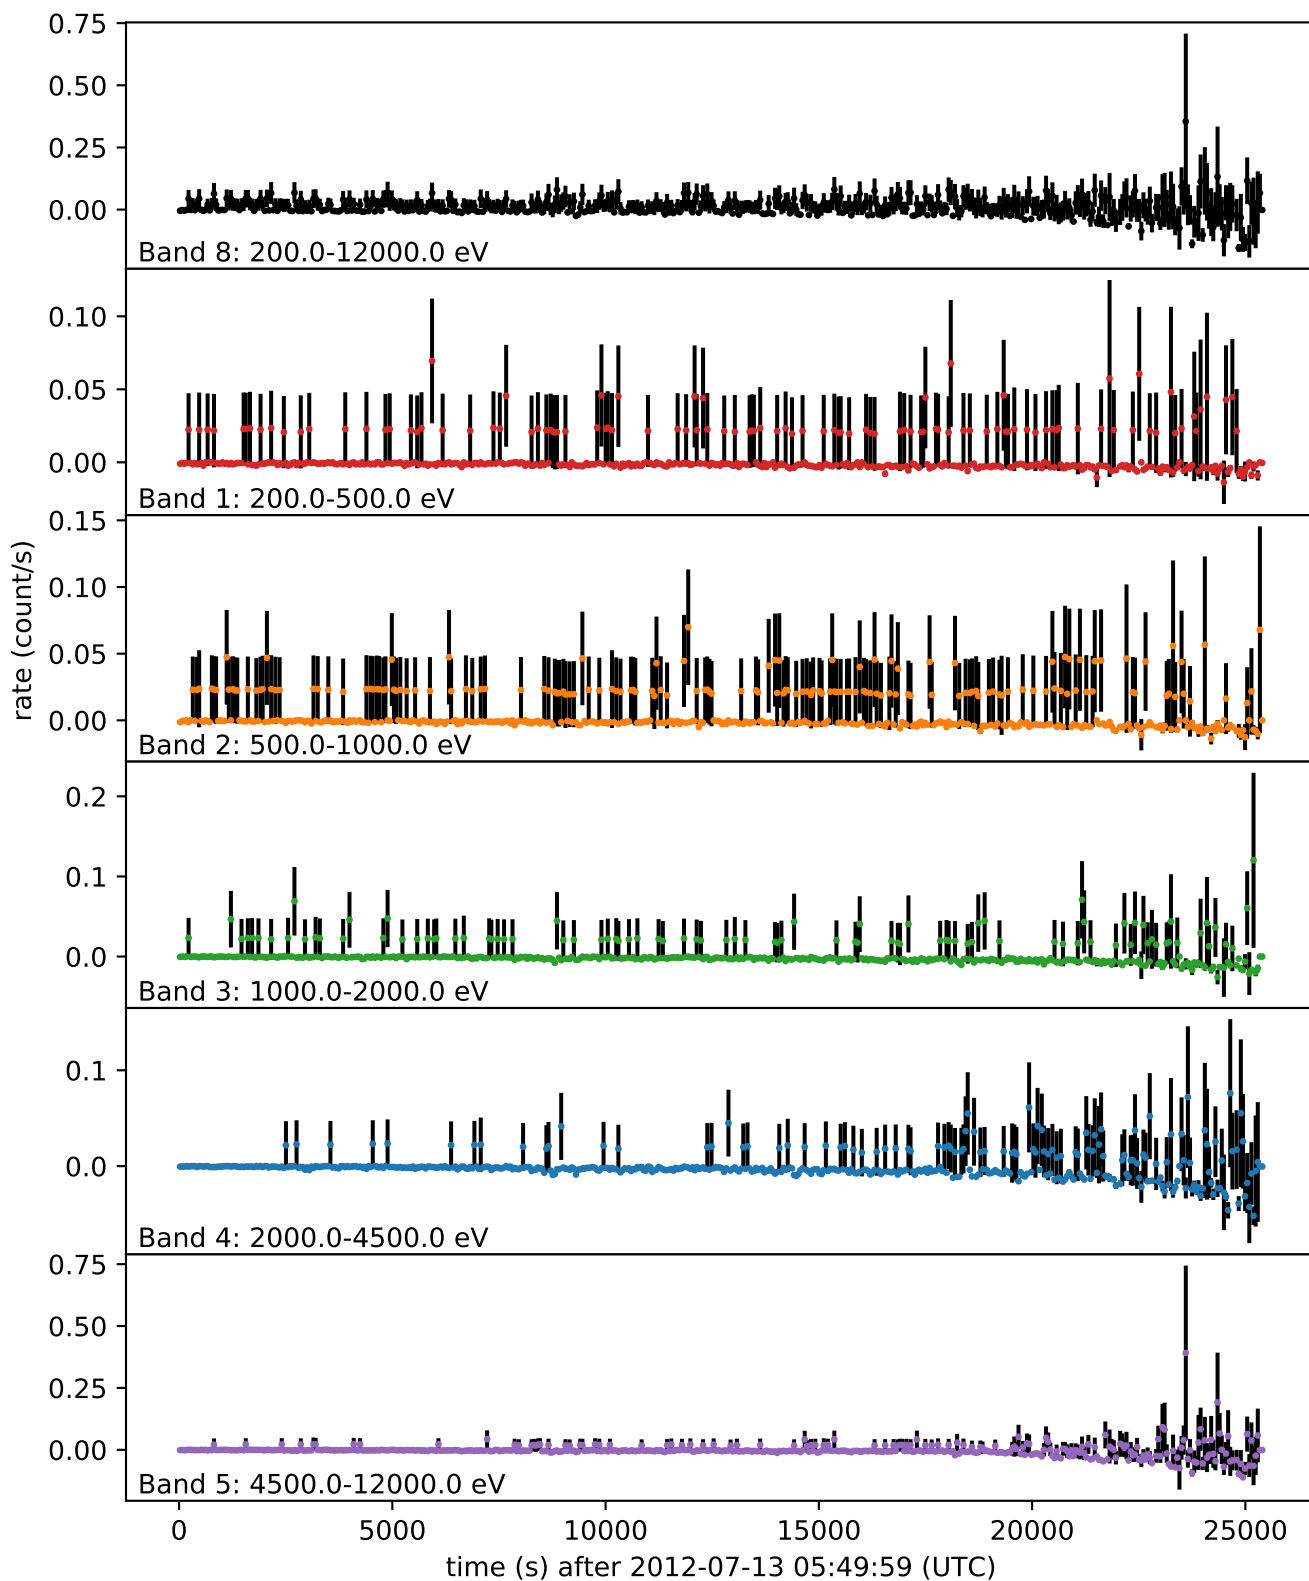 0.75
0.50
0.25
0.00
Band 8: 200.0-12000.0 eV
0.10
0.05
0.00
Band 1: 200.0-500.0 eV
0.15
0.10
0.05
0.00
Band 2: 500.0-1000.0 eV
rate (count/s)
0.2
0.1
0.0
Band 3: 1000.0-2000.0 eV
0.1
0.0
Band 4: 2000.0-4500.0 eV
0.75
0.50
0.25
0.00
Band 5: 4500.0-12000.0 eV
0 5000 10000 15000 20000 25000
time (s) after 2012-07-13 05:49:59 (UTC)